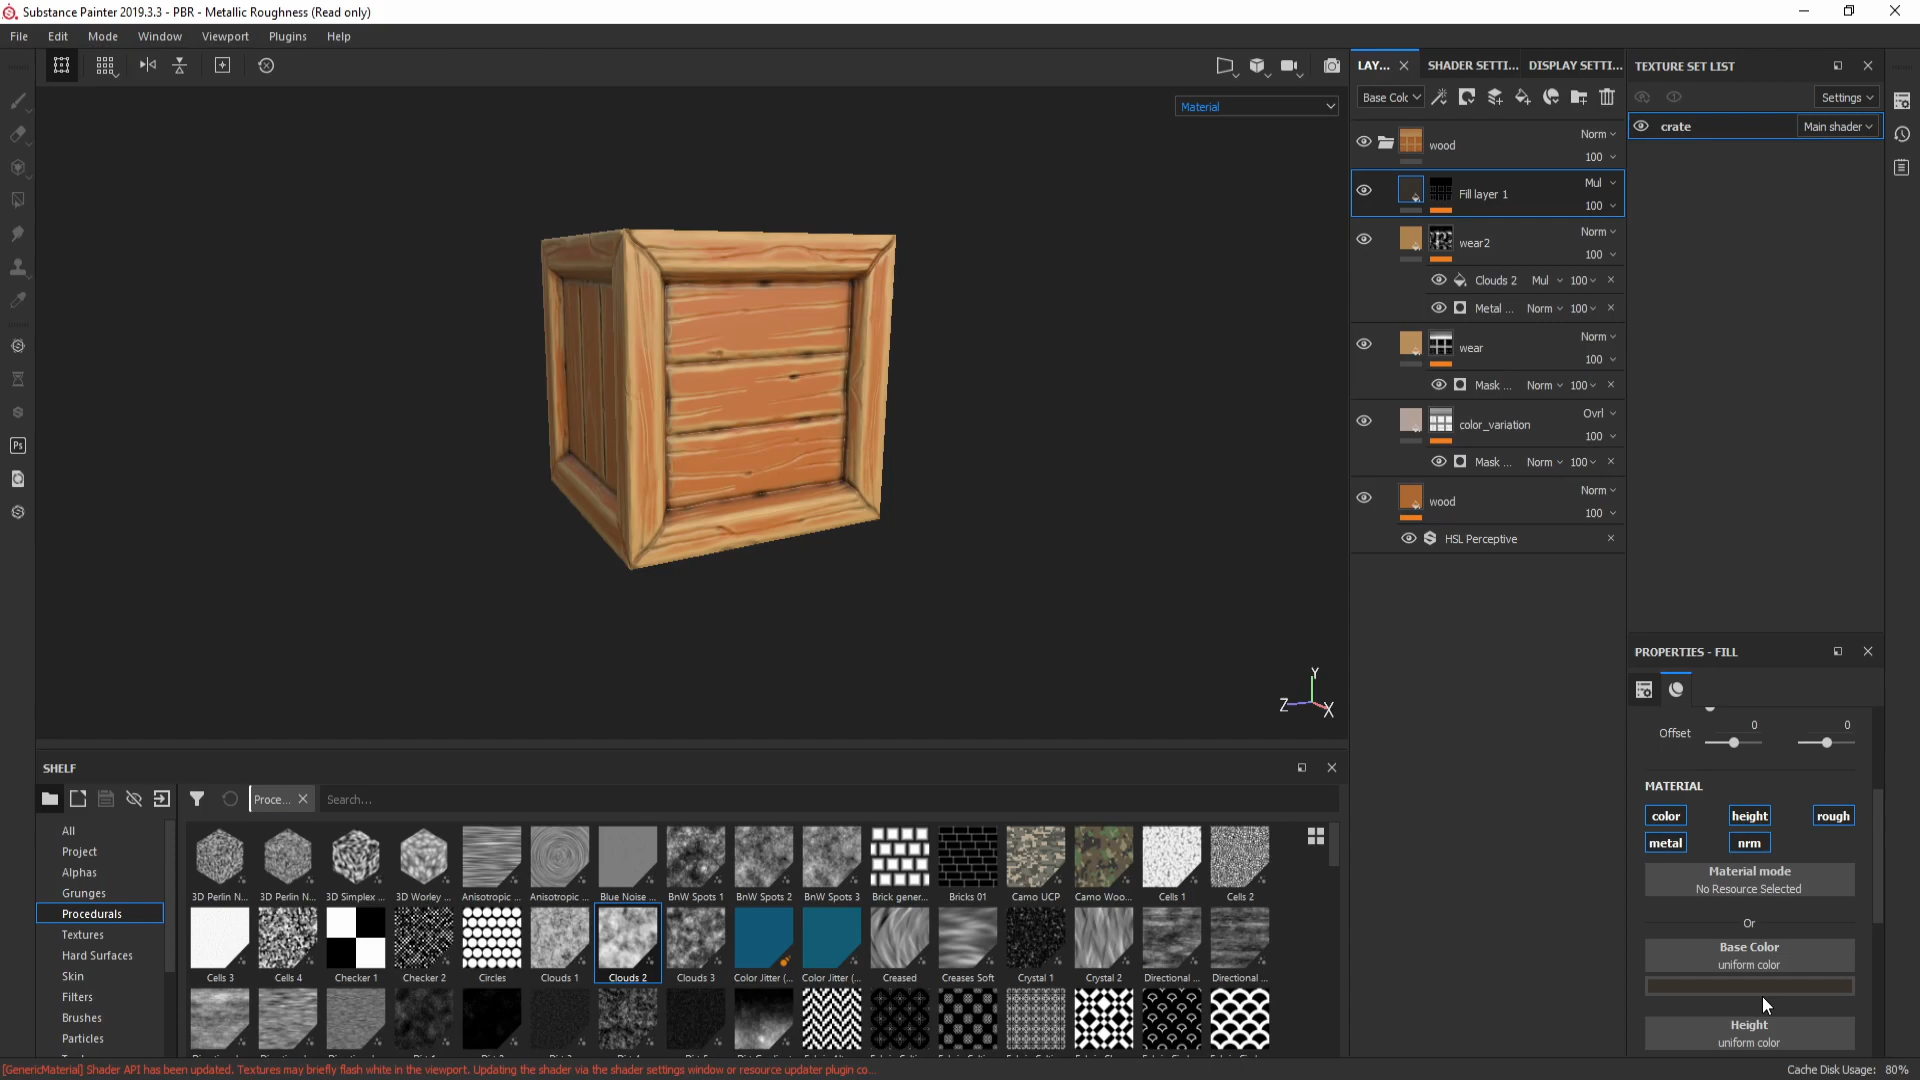 Substance Painter 2019.3.3 - PBR - Metallic Roughness (Read only)
File Edit Mode Window Viewport Plugins Help
Material
LAY... SHADER SETTI... DISPLAY SETTI...
Base Colc
wood Norm 100
Fill layer 1 Mul 100
wear2 Norm 100
Clouds 2 Mul 100
Metal ... Norm 100
wear Norm 100
Mask ... Norm 100
color_variation Ovrl 100
Mask ... Norm 100
wood Norm 100
HSL Perceptive
TEXTURE SET LIST
Settings
crate Main shader
PROPERTIES - FILL
Offset 0 0
MATERIAL
color height rough
metal nrm
Material mode
No Resource Selected
Or
Base Color
uniform color
Height
uniform color
Y
Z X
Ps
SHELF
Proce... Search...
All
Project
Alphas
Grunges
Procedurals
Textures
Hard Surfaces
Skin
Filters
Brushes
Particles
3D Perlin N... 3D Perlin N... 3D Simplex ... 3D Worley ... Anisotropic ... Anisotropic ... Blue Noise ... BnW Spots 1 BnW Spots 2 BnW Spots 3 Brick gener... Bricks 01 Camo UCP Camo Woo... Cells 1 Cells 2
Cells 3 Cells 4 Checker 1 Checker 2 Circles Clouds 1 Clouds 2 Clouds 3 Color Jitter (... Color Jitter (... Creased Creases Soft Crystal 1 Crystal 2 Directional ... Directional ...
[GenericMaterial] Shader API has been updated. Textures may briefly flash white in the viewport. Updating the shader via the shader settings window or resource updater plugin co...
Cache Disk Usage: 80%